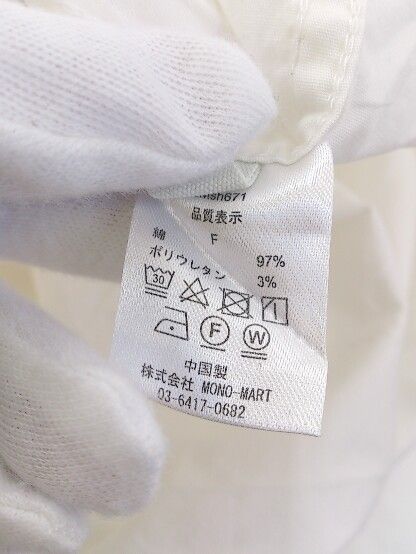 msh671
品質表示
F
綿 97%
ポリウレタン 3%
30
F W
中国製
株式会社 MONO-MART
03-6417-0682